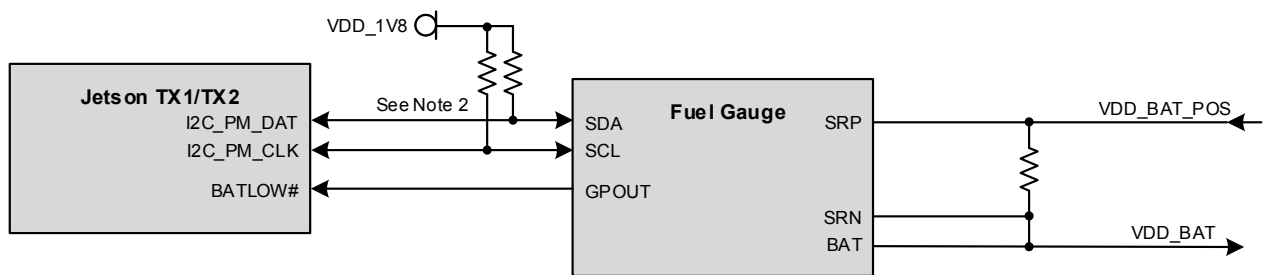 VDD_1V8
Jetson TX1/TX2
See Note 2
I2C_PM_DAT
I2C_PM_CLK
BATLOW#
Fuel Gauge
SDA
SCL
GPOUT
SRP
SRN
BAT
VDD_BAT_POS
VDD_BAT